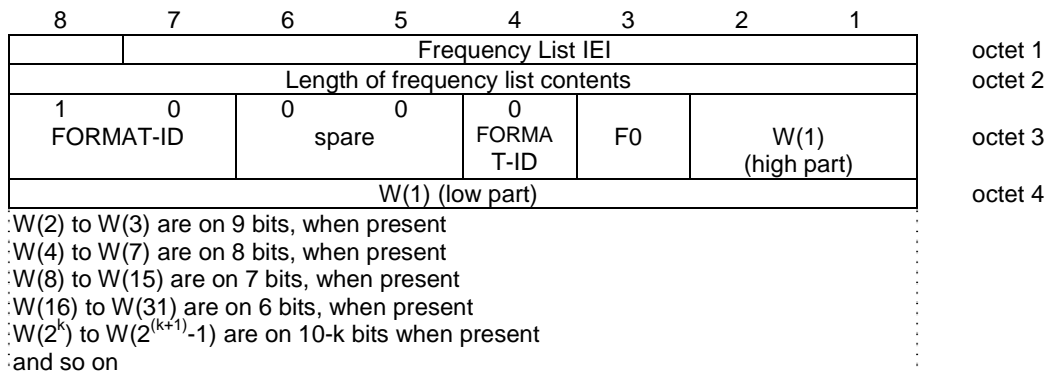 8 7 6 5 4 3 2 1
Frequency List IEI octet 1
Length of frequency list contents octet 2
1 0 0 0 0
FORMAT-ID spare FORMA F0 W(1) octet 3
T-ID (high part)
W(1) (low part) octet 4
W(2) to W(3) are on 9 bits, when present
W(4) to W(7) are on 8 bits, when present
W(8) to W(15) are on 7 bits, when present
W(16) to W(31) are on 6 bits, when present
W(2^k) to W(2^(k+1)-1) are on 10-k bits when present
and so on